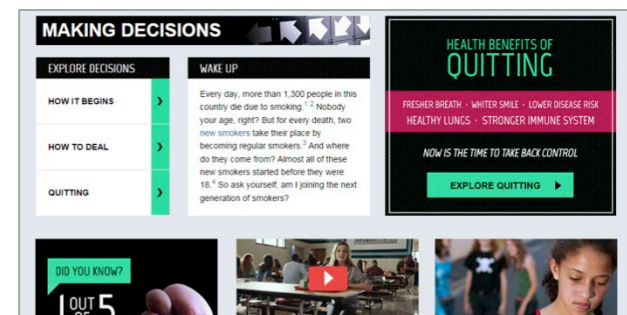 MAKING DECISIONS
EXPLORE DECISIONS
HOW IT BEGINS
HOW TO DEAL
QUITTING
WAKE UP
Every day, more than 1,300 people in this
country die due to smoking.1 2 Nobody
your age, right? But for every death, two
new smokers take their place by
becoming regular smokers.3 And where
do they come from? Almost all of these
new smokers started before they were
18.4 So ask yourself, am I joining the next
generation of smokers?
HEALTH BENEFITS OF
QUITTING
FRESHER BREATH - WHITER SMILE - LOWER DISEASE RISK
HEALTHY LUNGS - STRONGER IMMUNE SYSTEM
NOW IS THE TIME TO TAKE BACK CONTROL
EXPLORE QUITTING
DID YOU KNOW?
1 OUT
OF 5